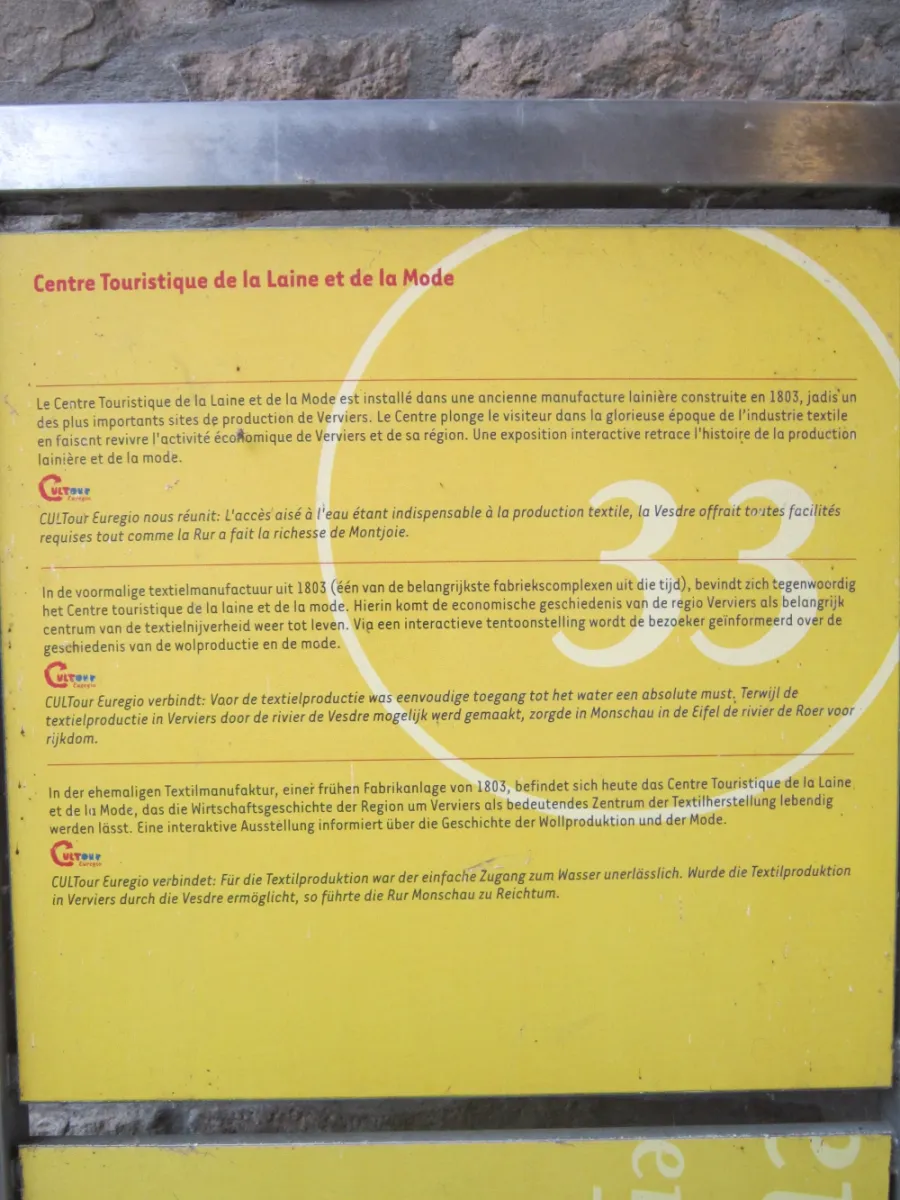 Centre Touristique de la Laine et de la Mode
Le Centre Touristique de la Laine et de la Mode est installé dans une ancienne manufacture lainière construite en 1803, jadis un
des plus importants sites de production de Verviers. Le Centre plonge le visiteur dans la glorieuse époque de l'industrie textile
en faisant revivre l'activité économique de Verviers et de sa région. Une exposition interactive retrace l'histoire de la production
lainière et de la mode.
CULTour
Euregio
CULTour Euregio nous réunit: L'accès aisé à l'eau étant indispensable à la production textile, la Vesdre offrait toutes facilités
requises tout comme la Rur a fait la richesse de Montjoie.
33
In de voormalige textielmanufactuur uit 1803 (één van de belangrijkste fabriekscomplexen uit die tijd), bevindt zich tegenwoordig
het Centre touristique de la laine et de la mode. Hierin komt de economische geschiedenis van de regio Verviers als belangrijk
centrum van de textielnijverheid weer tot leven. Via een interactieve tentoonstelling wordt de bezoeker geïnformeerd over de
geschiedenis van de wolproductie en de mode.
CULTour
Euregio
CULTour Euregio verbindt: Voor de textielproductie was eenvoudige toegang tot het water een absolute must. Terwijl de
textielproductie in Verviers door de rivier de Vesdre mogelijk werd gemaakt, zorgde in Monschau in de Eifel de rivier de Roer voor
rijkdom.
In der ehemaligen Textilmanufaktur, einer frühen Fabrikanlage von 1803, befindet sich heute das Centre Touristique de la Laine
et de la Mode, das die Wirtschaftsgeschichte der Region um Verviers als bedeutendes Zentrum der Textilherstellung lebendig
werden lässt. Eine interaktive Ausstellung informiert über die Geschichte der Wollproduktion und der Mode.
CULTour
Euregio
CULTour Euregio verbindet: Für die Textilproduktion war der einfache Zugang zum Wasser unerlässlich. Wurde die Textilproduktion
in Verviers durch die Vesdre ermöglicht, so führte die Rur Monschau zu Reichtum.